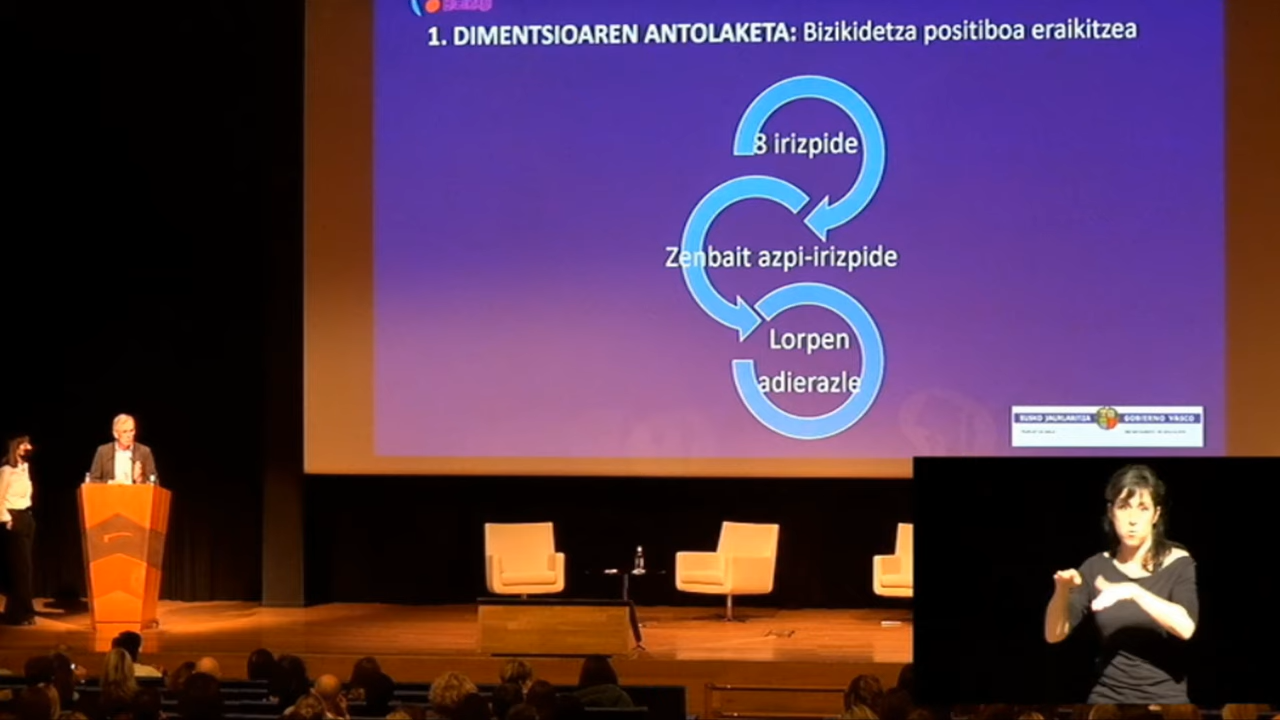 1. DIMENTSIOAREN ANTOLAKETA: Bizikidetza positiboa eraikitzea
8 irizpide
Zenbait azpi-irizpide
Lorpen
adierazle
EUSKO JAURLARITZA GOBIERNO VASCO